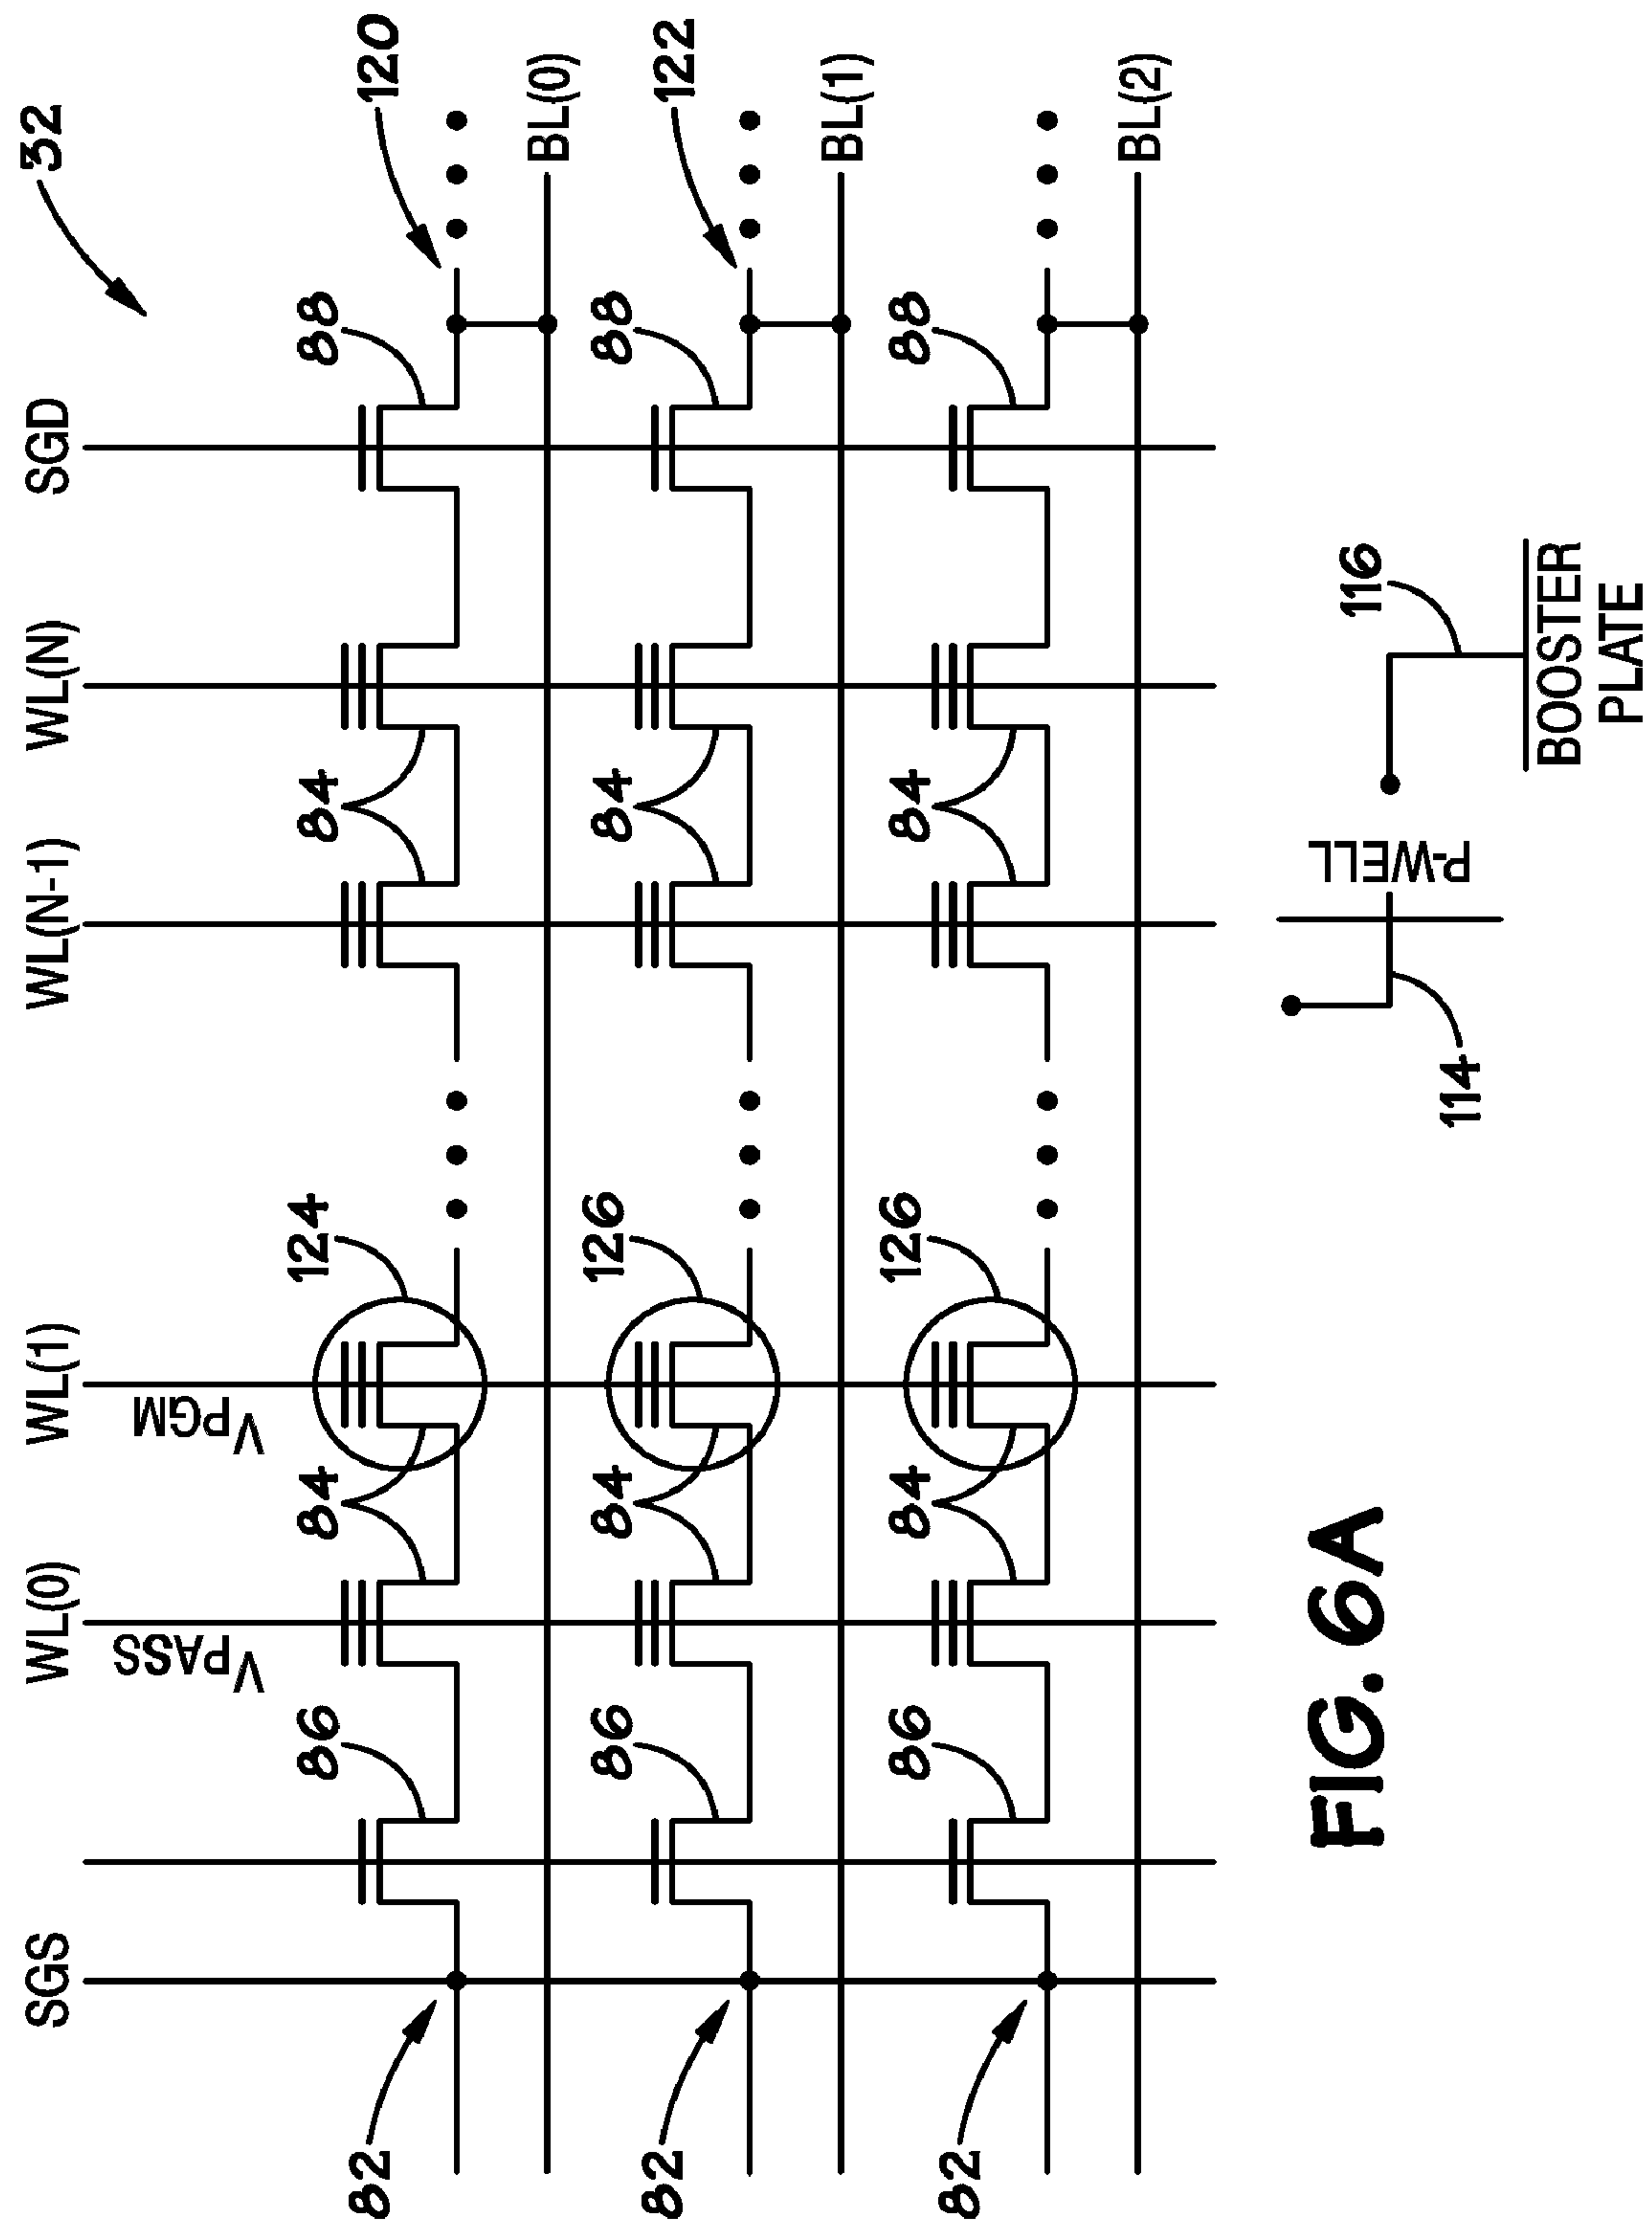 32
SGS
WL(0)
WL(1)
WL(N-1)
WL(N)
SGD
VPASS
VPGM
82
86
84
124
84
88
120
BL(0)
82
86
84
126
84
88
122
BL(1)
82
86
84
126
84
88
BL(2)
114
P-WELL
116
BOOSTER
PLATE
FIG. 6A